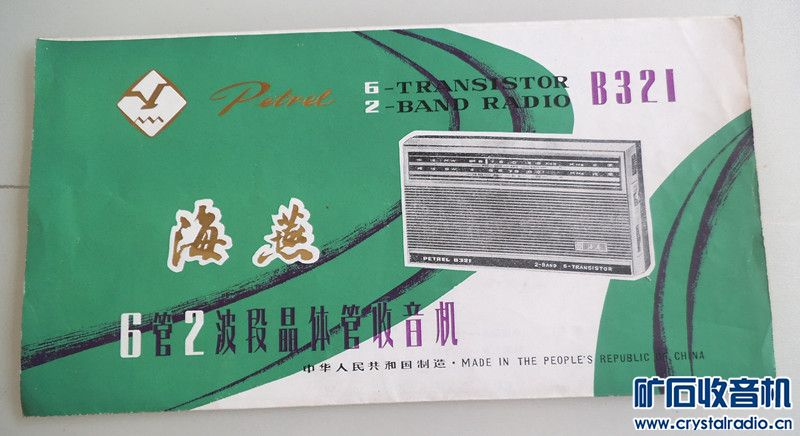 Petrel
6-TRANSISTOR
2-BAND RADIO
B321
海燕
PETREL B321
2-BAND 6-TRANSISTOR
6管2波段晶体管收音机
中华人民共和国制造·MADE IN THE PEOPLE'S REPUBLIC OF CHINA
矿石收音机
www.crystalradio.cn